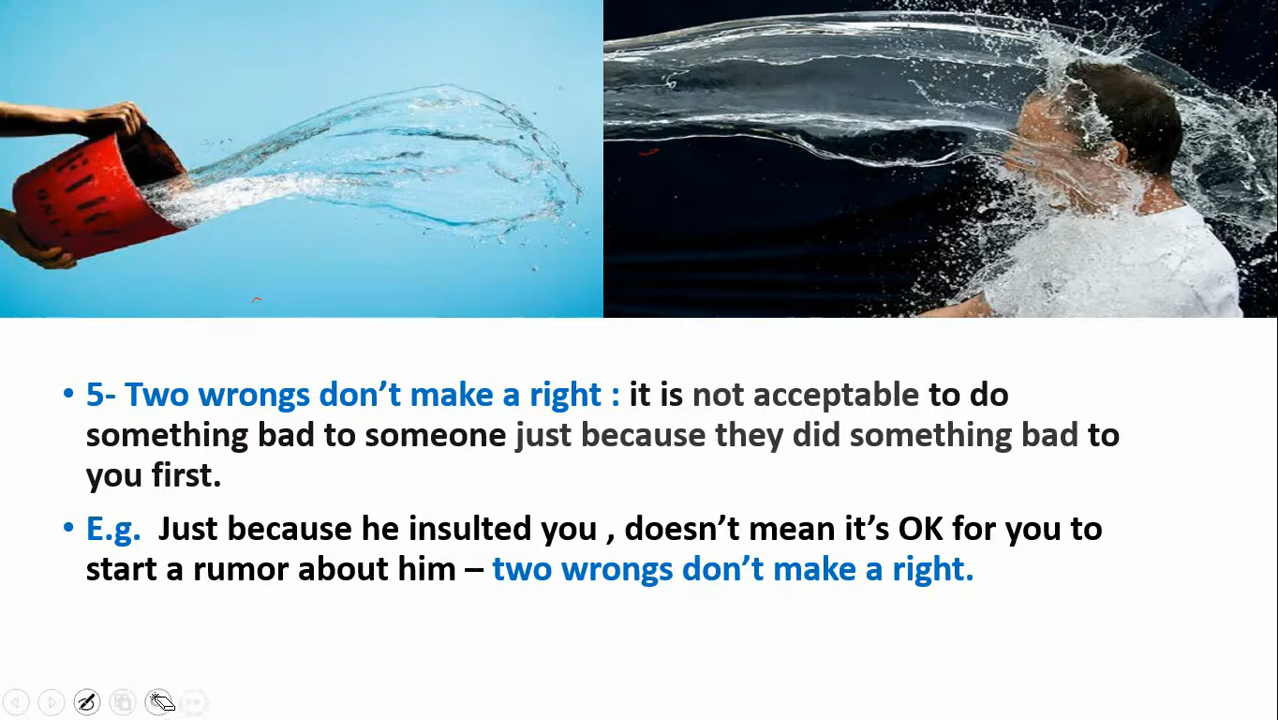 FIRE
ONLY
• 5- Two wrongs don’t make a right : it is not acceptable to do
something bad to someone just because they did something bad to
you first.
• E.g.  Just because he insulted you , doesn’t mean it’s OK for you to
start a rumor about him – two wrongs don’t make a right.